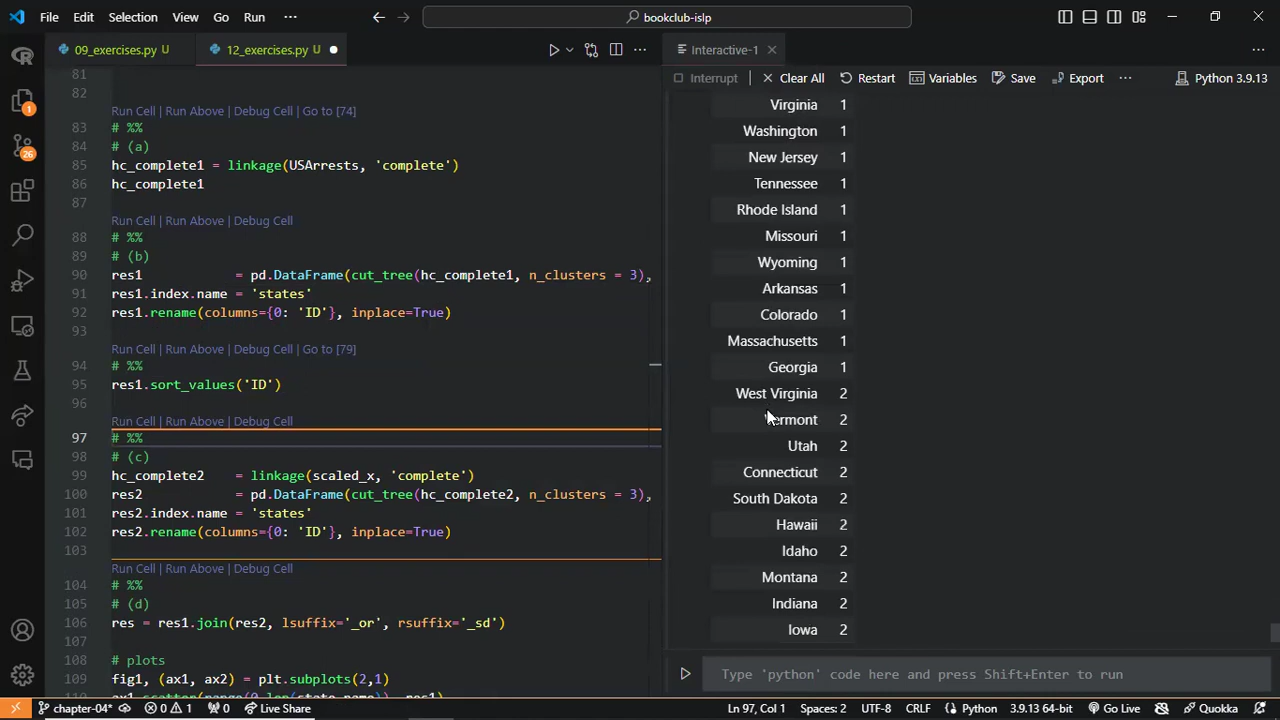 File Edit Selection View Go Run ··· bookclub-islp
09_exercises.py U 12_exercises.py U Interactive-1
Interrupt Clear All Restart Variables Save Export ··· Python 3.9.13
81
82
Run Cell | Run Above | Debug Cell | Go to [74]
83 # %%
84 # (a)
85 hc_complete1 = linkage(USArrests, 'complete')
86 hc_complete1
87
Run Cell | Run Above | Debug Cell
88 # %%
89 # (b)
90 res1 = pd.DataFrame(cut_tree(hc_complete1, n_clusters = 3),
91 res1.index.name = 'states'
92 res1.rename(columns={0: 'ID'}, inplace=True)
93
Run Cell | Run Above | Debug Cell | Go to [79]
94 # %%
95 res1.sort_values('ID')
96
Run Cell | Run Above | Debug Cell
97 # %%
98 # (c)
99 hc_complete2 = linkage(scaled_x, 'complete')
100 res2 = pd.DataFrame(cut_tree(hc_complete2, n_clusters = 3),
101 res2.index.name = 'states'
102 res2.rename(columns={0: 'ID'}, inplace=True)
103
Run Cell | Run Above | Debug Cell
104 # %%
105 # (d)
106 res = res1.join(res2, lsuffix='_or', rsuffix='_sd')
107
108 # plots
109 fig1, (ax1, ax2) = plt.subplots(2,1)
Virginia 1
Washington 1
New Jersey 1
Tennessee 1
Rhode Island 1
Missouri 1
Wyoming 1
Arkansas 1
Colorado 1
Massachusetts 1
Georgia 1
West Virginia 2
Vermont 2
Utah 2
Connecticut 2
South Dakota 2
Hawaii 2
Idaho 2
Montana 2
Indiana 2
Iowa 2
Type 'python' code here and press Shift+Enter to run
1
26
chapter-04* 0 1 0 Live Share Ln 97, Col 1 Spaces: 2 UTF-8 CRLF Python 3.9.13 64-bit Go Live Quokka